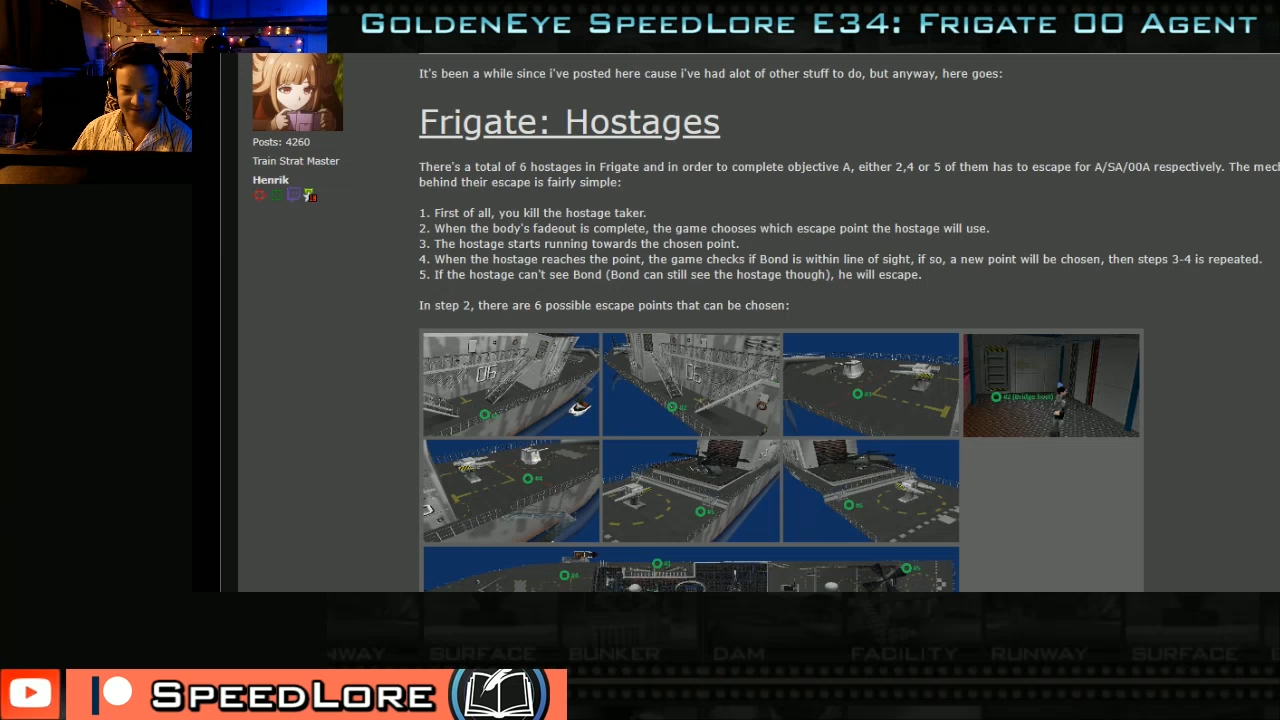 GoldenEye SpeedLore E34: Frigate 00 Agent
It's been a while since i've posted here cause i've had alot of other stuff to do, but anyway, here goes:
Frigate: Hostages
Posts: 4260
Train Strat Master
Henrik
There's a total of 6 hostages in Frigate and in order to complete objective A, either 2,4 or 5 of them has to escape for A/SA/00A respectively. The mec
behind their escape is fairly simple:
1. First of all, you kill the hostage taker.
2. When the body's fadeout is complete, the game chooses which escape point the hostage will use.
3. The hostage starts running towards the chosen point.
4. When the hostage reaches the point, the game checks if Bond is within line of sight, if so, a new point will be chosen, then steps 3-4 is repeated.
5. If the hostage can't see Bond (Bond can still see the hostage though), he will escape.
In step 2, there are 6 possible escape points that can be chosen:
NWAY
SURFACE
BUNKER
DAM
FACILITY
RUNWAY
SURFACE
SpeedLore